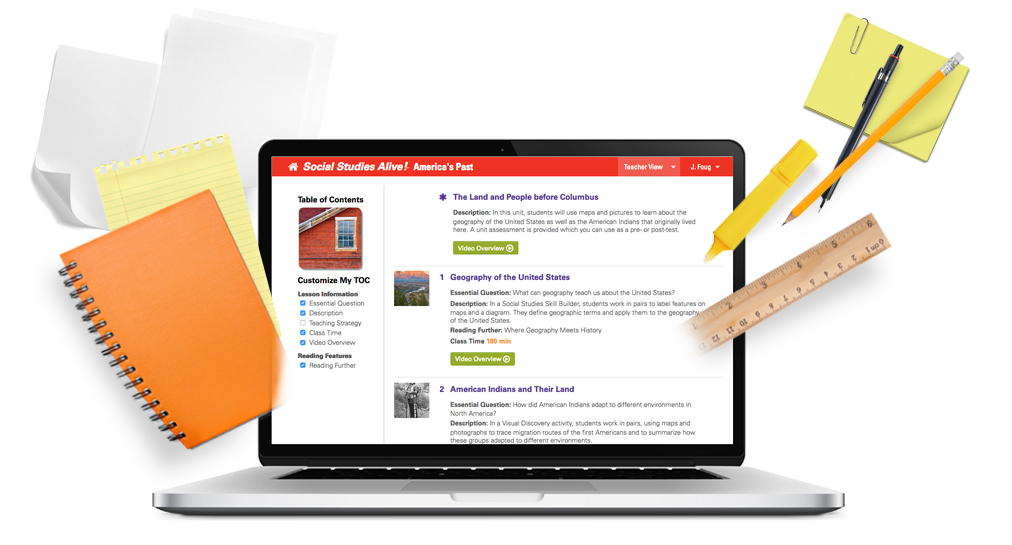 Social Studies Alive! America's Past
Teacher View
J. Foug
Table of Contents
Customize My TOC
Lesson Information
Essential Question
Description
Teaching Strategy
Class Time
Video Overview
Reading Features
Reading Further
✱ The Land and People before Columbus
Description: In this unit, students will use maps and pictures to learn about the
geography of the United States as well as the American Indians that originally lived
here. A unit assessment is provided which you can use as a pre- or post-test.
Video Overview
1 Geography of the United States
Essential Question: What can geography teach us about the United States?
Description: In a Social Studies Skill Builder, students work in pairs to label features on
maps and a diagram. They define geographic terms and apply them to the geography
of the United States.
Reading Further: Where Geography Meets History
Class Time 180 min
Video Overview
2 American Indians and Their Land
Essential Question: How did American Indians adapt to different environments in
North America?
Description: In a Visual Discovery activity, students work in pairs, using maps and
photographs to trace migration routes of the first Americans and to summarize how
these groups adapted to different environments.